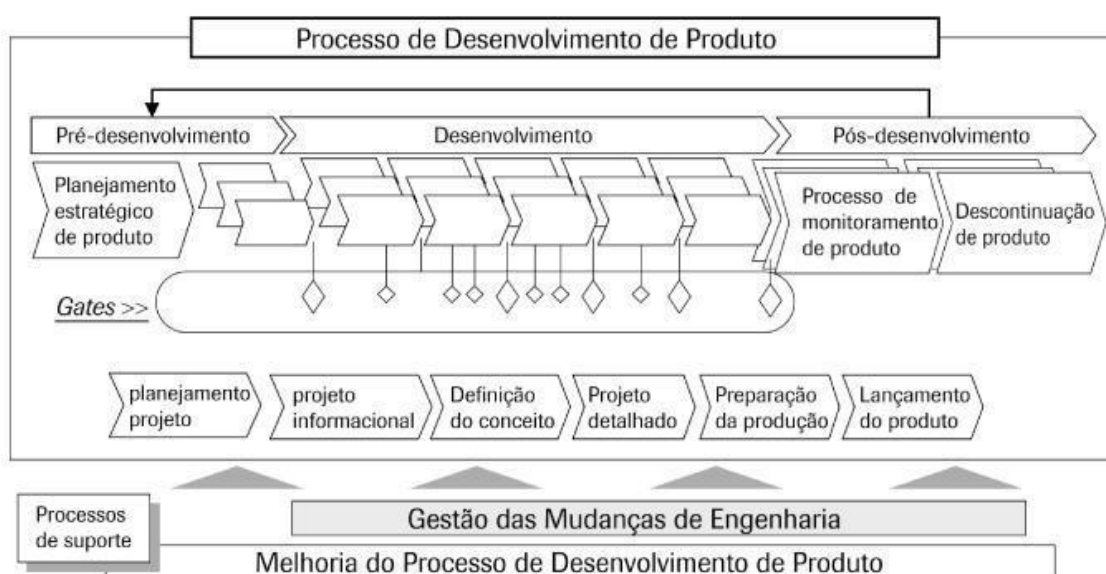 Processo de Desenvolvimento de Produto
Pré-desenvolvimento
Desenvolvimento
Pós-desenvolvimento
Planejamento
estratégico
de produto
Processo de
monitoramento
de produto
Descontinuação
de produto
Gates >>
planejamento
projeto
projeto
informacional
Definição
do conceito
Projeto
detalhado
Preparação
da produção
Lançamento
do produto
Processos
de suporte
Gestão das Mudanças de Engenharia
Melhoria do Processo de Desenvolvimento de Produto